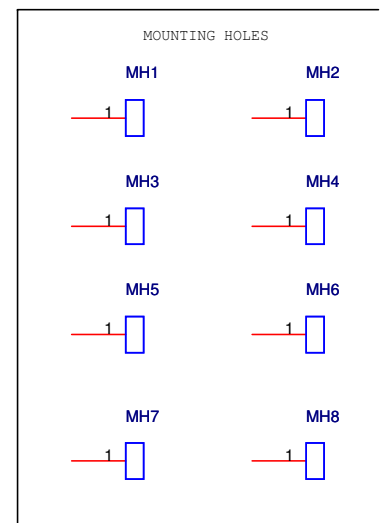 MOUNTING HOLES
MH1 MH2
1 1
MH3 MH4
1 1
MH5 MH6
1 1
MH7 MH8
1 1